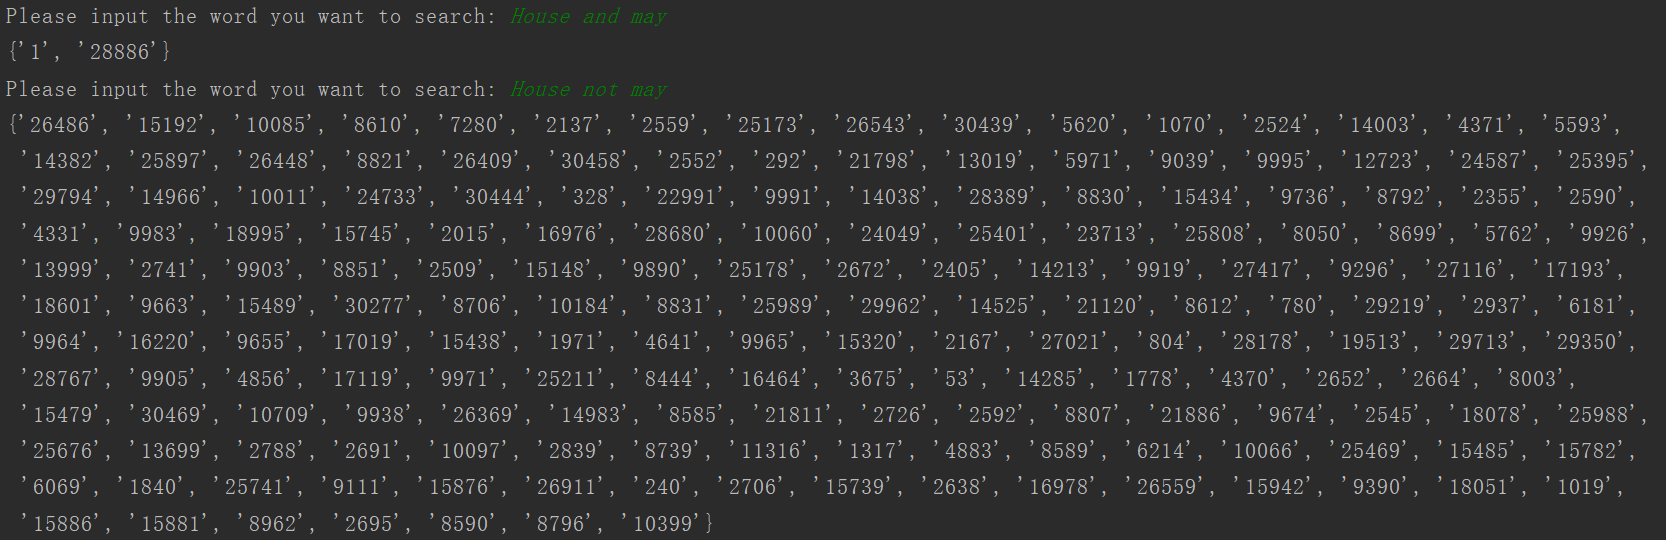 Please input the word you want to search: House and may
{'1', '28886'}
Please input the word you want to search: House not may
{'26486', '15192', '10085', '8610', '7280', '2137', '2559', '25173', '26543', '30439', '5620', '1070', '2524', '14003', '4371', '5593',
'14382', '25897', '26448', '8821', '26409', '30458', '2552', '292', '21798', '13019', '5971', '9039', '9995', '12723', '24587', '25395',
'29794', '14966', '10011', '24733', '30444', '328', '22991', '9991', '14038', '28389', '8830', '15434', '9736', '8792', '2355', '2590',
'4331', '9983', '18995', '15745', '2015', '16976', '28680', '10060', '24049', '25401', '23713', '25808', '8050', '8699', '5762', '9926',
'13999', '2741', '9903', '8851', '2509', '15148', '9890', '25178', '2672', '2405', '14213', '9919', '27417', '9296', '27116', '17193',
'18601', '9663', '15489', '30277', '8706', '10184', '8831', '25989', '29962', '14525', '21120', '8612', '780', '29219', '2937', '6181',
'9964', '16220', '9655', '17019', '15438', '1971', '4641', '9965', '15320', '2167', '27021', '804', '28178', '19513', '29713', '29350',
'28767', '9905', '4856', '17119', '9971', '25211', '8444', '16464', '3675', '53', '14285', '1778', '4370', '2652', '2664', '8003',
'15479', '30469', '10709', '9938', '26369', '14983', '8585', '21811', '2726', '2592', '8807', '21886', '9674', '2545', '18078', '25988',
'25676', '13699', '2788', '2691', '10097', '2839', '8739', '11316', '1317', '4883', '8589', '6214', '10066', '25469', '15485', '15782',
'6069', '1840', '25741', '9111', '15876', '26911', '240', '2706', '15739', '2638', '16978', '26559', '15942', '9390', '18051', '1019',
'15886', '15881', '8962', '2695', '8590', '8796', '10399'}